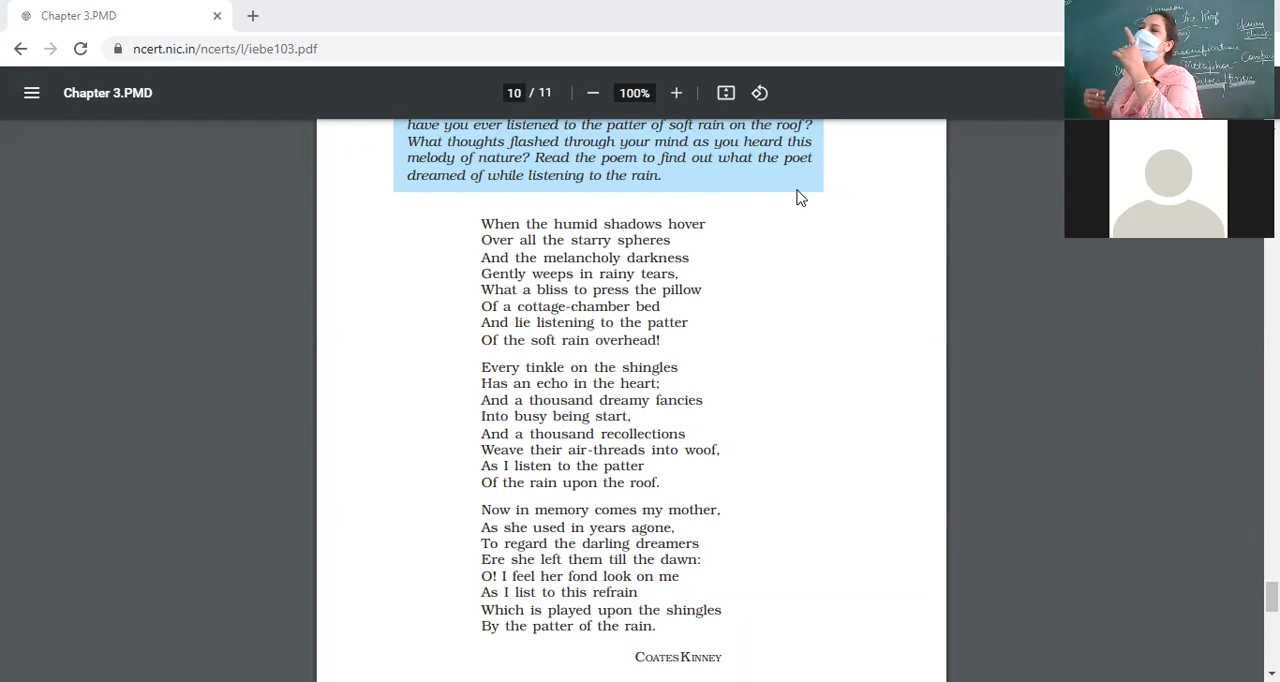 Chapter 3.PMD
ncert.nic.in/ncerts/l/iebe103.pdf
Chapter 3.PMD
10 / 11
100%
The Roof
have you ever listened to the patter of soft rain on the roof?
What thoughts flashed through your mind as you heard this
melody of nature? Read the poem to find out what the poet
dreamed of while listening to the rain.
When the humid shadows hover
Over all the starry spheres
And the melancholy darkness
Gently weeps in rainy tears,
What a bliss to press the pillow
Of a cottage-chamber bed
And lie listening to the patter
Of the soft rain overhead!
Every tinkle on the shingles
Has an echo in the heart;
And a thousand dreamy fancies
Into busy being start,
And a thousand recollections
Weave their air-threads into woof,
As I listen to the patter
Of the rain upon the roof.
Now in memory comes my mother,
As she used in years agone,
To regard the darling dreamers
Ere she left them till the dawn:
O! I feel her fond look on me
As I list to this refrain
Which is played upon the shingles
By the patter of the rain.
COATES KINNEY